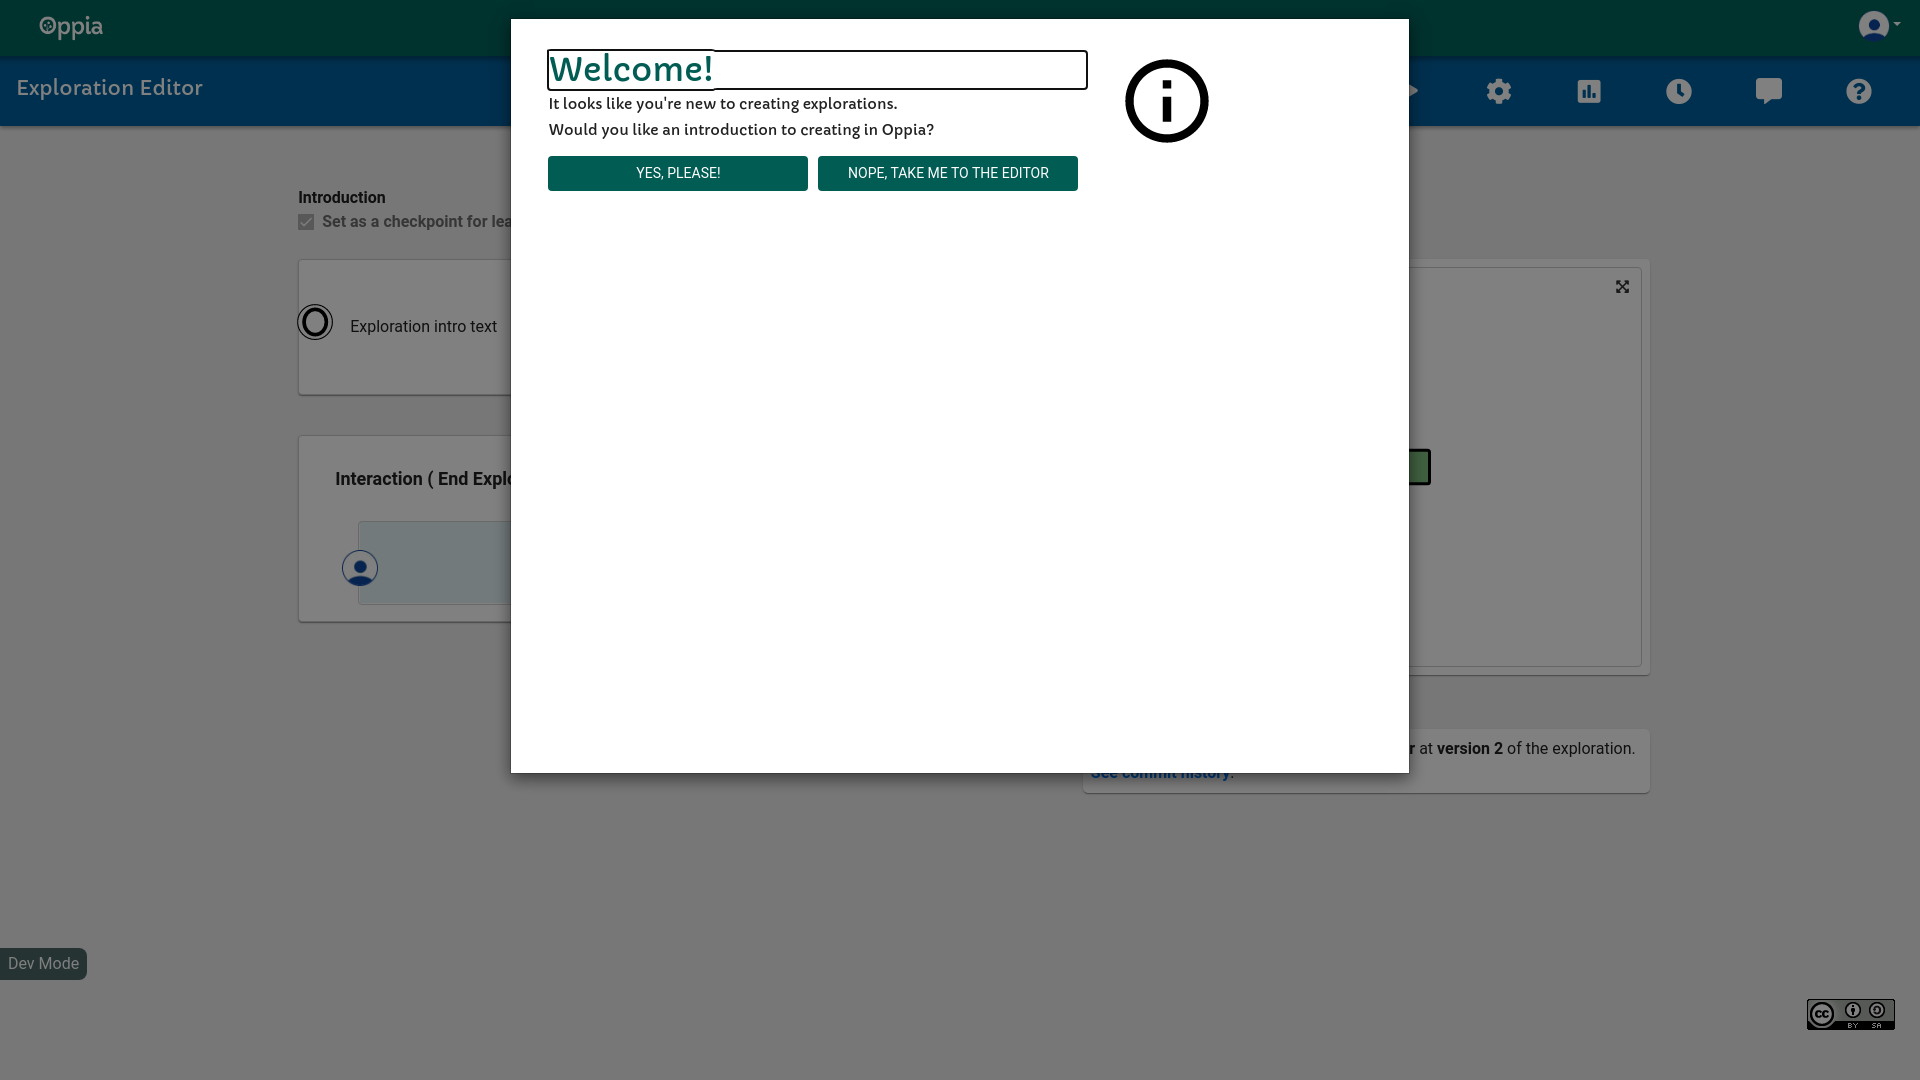 Oppia
Exploration Editor
Welcome!
It looks like you're new to creating explorations.
Would you like an introduction to creating in Oppia?
YES, PLEASE!
NOPE, TAKE ME TO THE EDITOR
Introduction
Set as a checkpoint for lea
Exploration intro text
Interaction ( End Explo
r at version 2 of the exploration.
See commit history.
Dev Mode
cc
BY SA